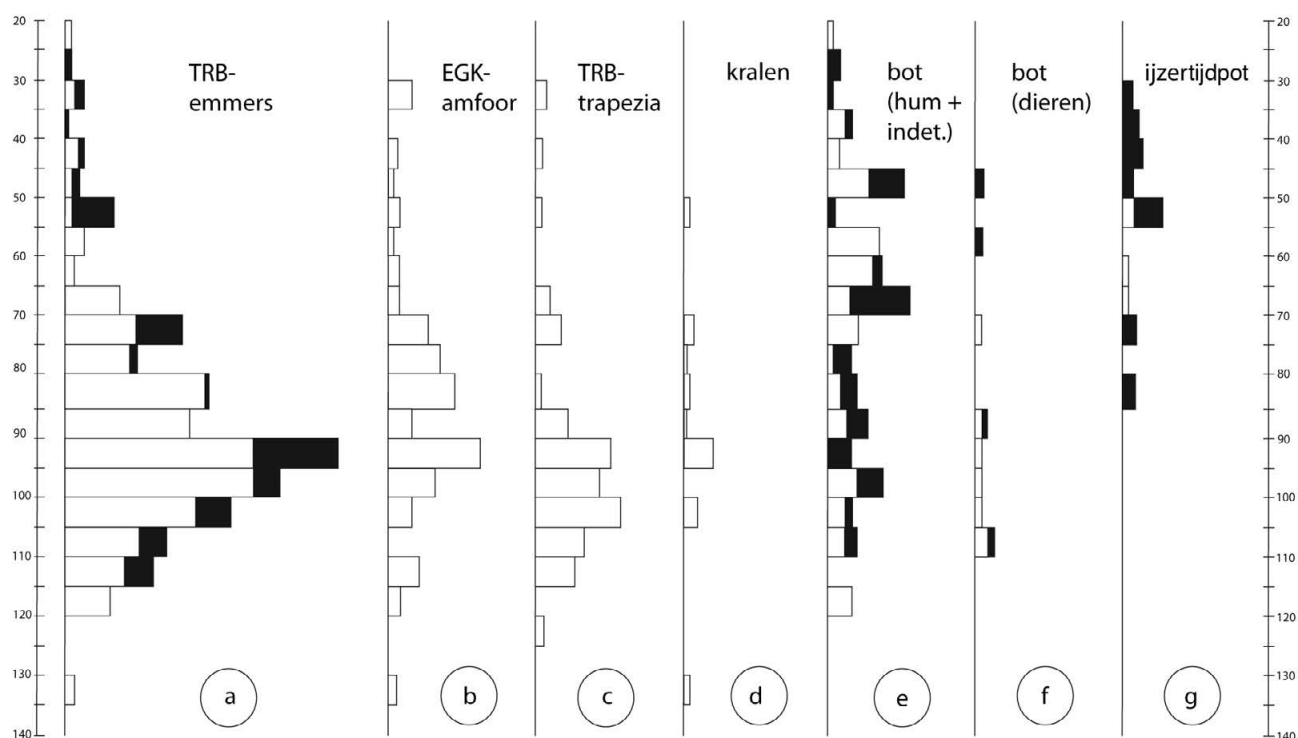 20
30
40
50
60
70
80
90
100
110
120
130
140
TRB-
emmers
EGK-
amfoor
TRB-
trapezia
kralen
bot
(hum +
indet.)
bot
(dieren)
ijzertijdpot
a
b
c
d
e
f
g
20
30
40
50
60
70
80
90
100
110
120
130
140